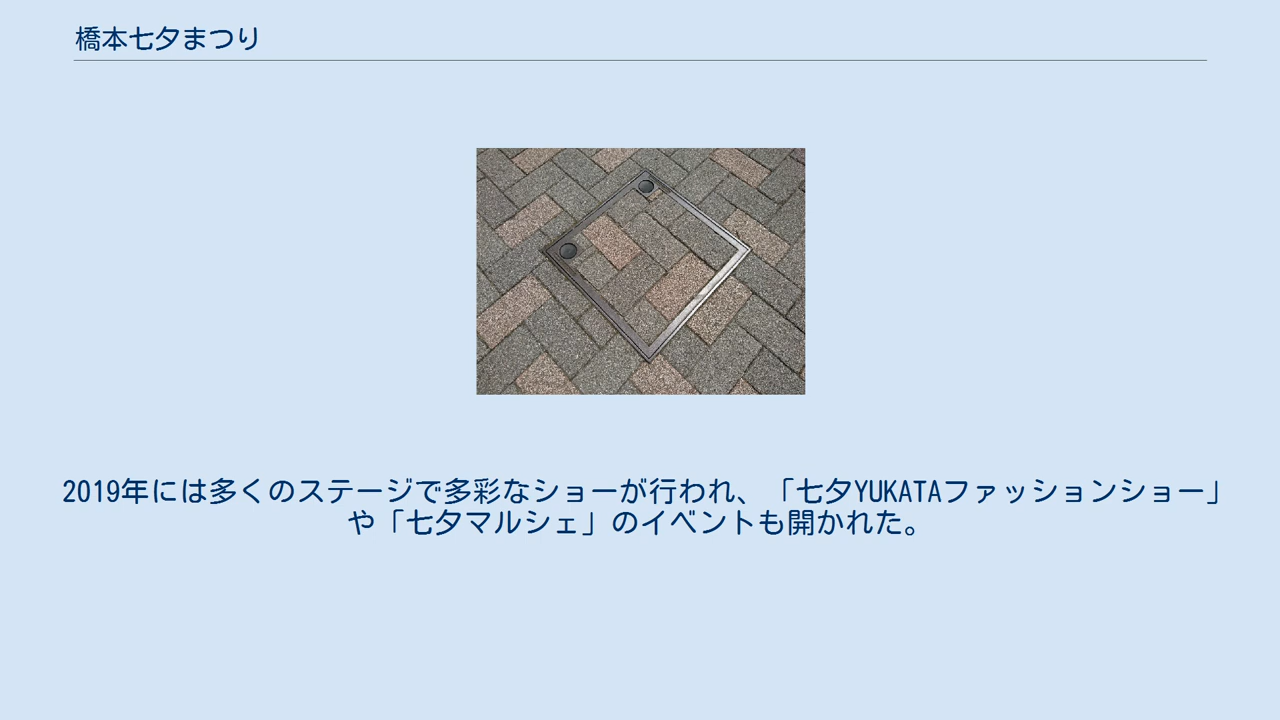 橋本七夕まつり
2019年には多くのステージで多彩なショーが行われ、「七夕YUKATAファッションショー」
や「七夕マルシェ」のイベントも開かれた。